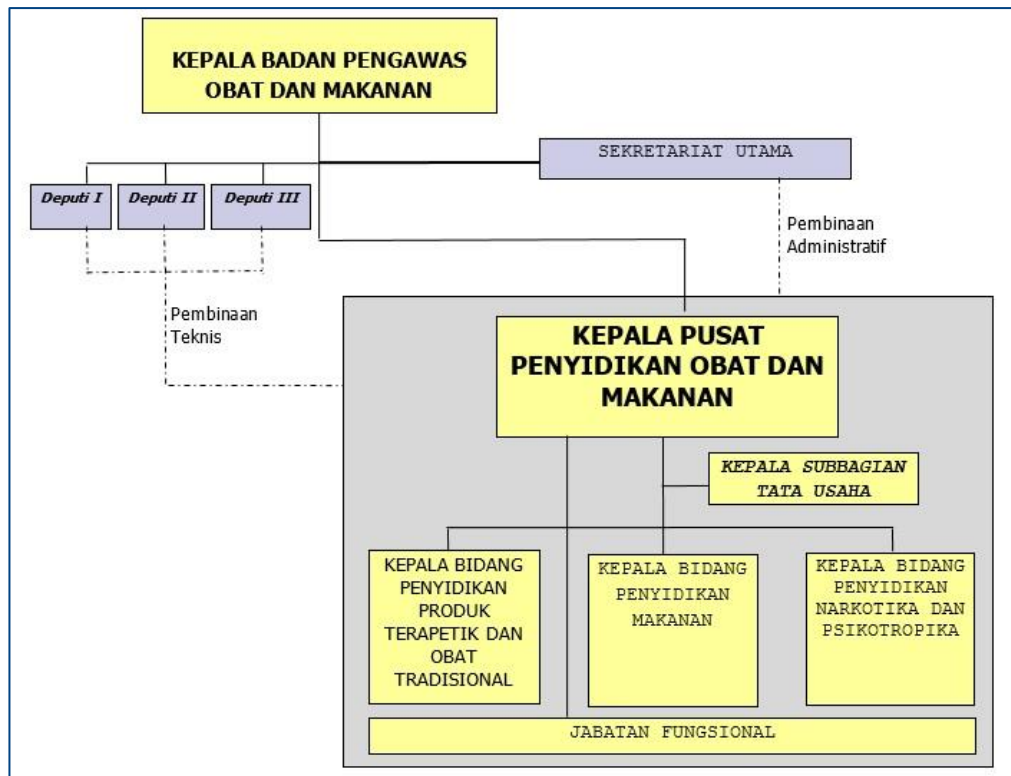 KEPALA BADAN PENGAWAS
OBAT DAN MAKANAN
SEKRETARIAT UTAMA
Deputi I
Deputi II
Deputi III
Pembinaan
Administratif
Pembinaan
Teknis
KEPALA PUSAT
PENYIDIKAN OBAT DAN
MAKANAN
KEPALA SUBBAGIAN
TATA USAHA
KEPALA BIDANG
PENYIDIKAN
PRODUK
TERAPETIK DAN
OBAT
TRADISIONAL
KEPALA BIDANG
PENYIDIKAN
MAKANAN
KEPALA BIDANG
PENYIDIKAN
NARKOTIKA DAN
PSIKOTROPIKA
JABATAN FUNGSIONAL